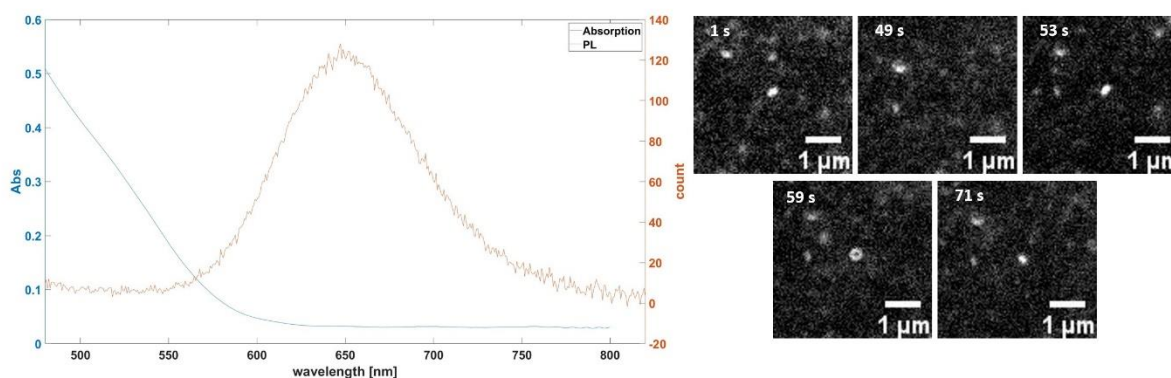 0.6
0.5
0.4
0.3
0.2
0.1
0
Abs
500 550 600 650 700 750 800
wavelength [nm]
140
120
100
80
60
40
20
0
-20
count
Absorption
PL
1 s
1 µm
49 s
1 µm
53 s
1 µm
59 s
1 µm
71 s
1 µm